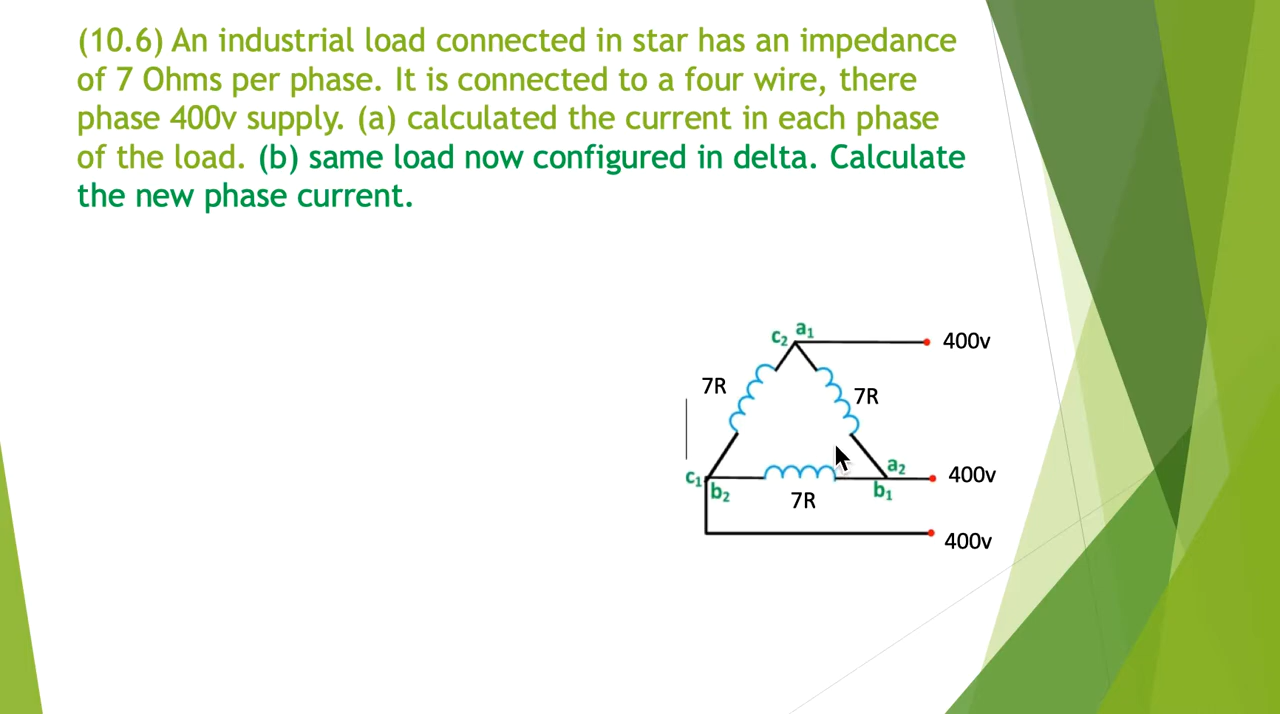 (10.6) An industrial load connected in star has an impedance
of 7 Ohms per phase. It is connected to a four wire, there
phase 400v supply. (a) calculated the current in each phase
of the load. (b) same load now configured in delta. Calculate
the new phase current.
c₂ a₁
400v
7R
7R
a₂
400v
c₁
b₂
b₁
7R
400v